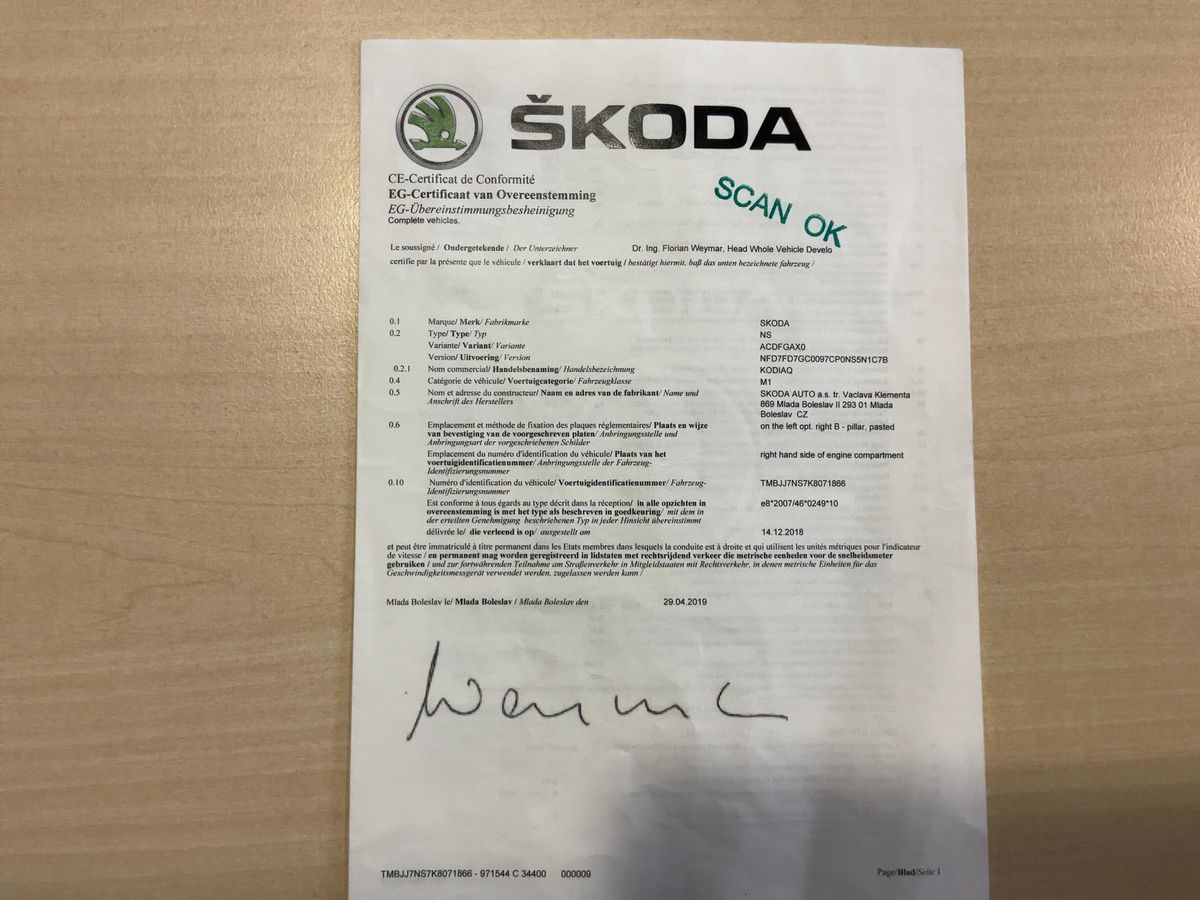 ŠKODA
CE-Certificat de Conformité
EG-Certificaat van Overeenstemming
EG-Übereinstimmungsbesheinigung
Complete vehiclas.
SCAN OK
Le soussigné / Ondergetekende / Der Unterzeichner Dr. Ing. Florian Weymar, Head Whole Vehicle Develo
certifie par la présente que le véhicule / verklaart dat het voertuig / bestätigt hiermit, baß das unten bezeichnete fahrzeug /
0.1 Marque/ Merk/ Fabrikmarke SKODA
0.2 Type/ Type/ Typ NS
Variante/ Variant/ Variante ACDFGAX0
Version/ Uitvoering/ Version NFD7FD7GC0097CP0NS5N1C7B
0.2.1 Nom commercial/ Handelsbenaming/ Handelsbezeichnung KODIAQ
0.4 Catégorie de véhicule/ Voertuigcategorie/ Fahrzeugklasse M1
0.5 Nom et adresse du constructeur/ Naam en adres van de fabrikant/ Name und SKODA AUTO a.s. tr. Vaclava Klementa
Anschrift des Herstellers 869 Mlada Boleslav II 293 01 Mlada
Boleslav CZ
0.6 Emplacement et méthode de fixation des plaques réglementaires/ Plaats en wijze on the left opt. right B - pillar, pasted
van bevestiging van de voorgeschreven platen/ Anbringungsstelle und
Anbringungsart der vorgeschriebenen Schilder
Emplacement du numéro d'identification du véhicule/ Plaats van het right hand side of engine compartment
voertuigidentificatienummer/ Anbringungsstelle der Fahrzeug-
Identifizierungsnummer
0.10 Numéro d'identification du véhicule/ Voertuigidentificatienummer/ Fahrzeug- TMBJJ7NS7K8071866
Identifizierungsnummer
Est conforme à tous égards au type décrit dans la réception/ in alle opzichten in e8*2007/46*0249*10
overeenstemming is met het type als beschreven in goedkeuring/ mit dem in
der erteilten Genehmigung beschriebenen Typ in jeder Hinsicht übereinstimmt
délivrée le/ die verleend is op/ ausgestellt am 14.12.2018
et peut être immatriculé à titre permanent dans les Etats membres dans lesquels la conduite est à droite et qui utilisent les unités métriques pour l'indicateur
de vitesse / en permanent mag worden geregistreerd in lidstaten met rechtsrijdend verkeer die metrische eenheden voor de snelheidsmeter
gebruiken / und zur fortwährenden Teilnahme am Straßenverkehr in Mitgleidstaaten mit Rechtsverkehr, in denen metrische Einheiten für das
Geschwindigkeitsmessgerät verwendet werden, zugelassen werden kann /
Mlada Boleslav le/ Mlada Boleslav / Mlada Boleslav den 29.04.2019
TMBJJ7NS7K8071866 - 971544 C 34400 000009 Page/Blad/Seite 1